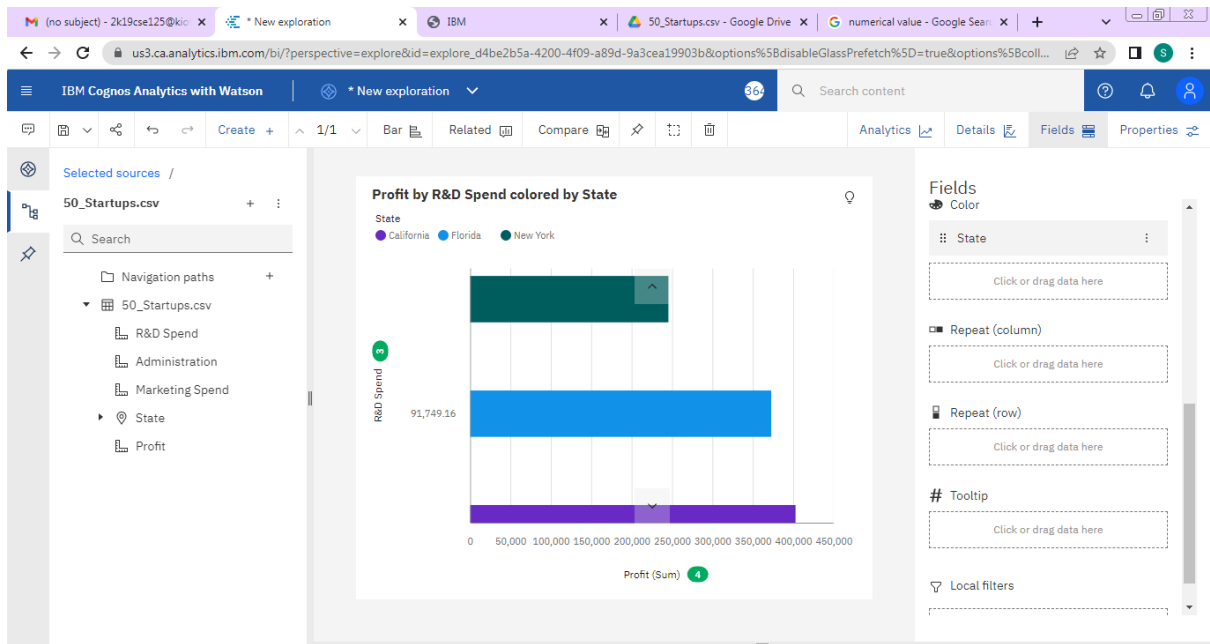 (no subject) - 2k19cse125@kio
* New exploration
IBM
50_Startups.csv - Google Drive
numerical value - Google Searc
us3.ca.analytics.ibm.com/bi/?perspective=explore&id=explore_d4be2b5a-4200-4f09-a89d-9a3cea19903b&options%5BdisableGlassPrefetch%5D=true&options%5Bcoll...
S
IBM Cognos Analytics with Watson
* New exploration
364
Search content
Create +
1/1
Bar
Related
Compare
Analytics
Details
Fields
Properties
Selected sources /
50_Startups.csv
Search
Navigation paths
50_Startups.csv
R&D Spend
Administration
Marketing Spend
State
Profit
Profit by R&D Spend colored by State
State
California Florida New York
3
R&D Spend
91,749.16
0 50,000 100,000 150,000 200,000 250,000 300,000 350,000 400,000 450,000
Profit (Sum) 4
Fields
Color
State
Click or drag data here
Repeat (column)
Click or drag data here
Repeat (row)
Click or drag data here
# Tooltip
Click or drag data here
Local filters